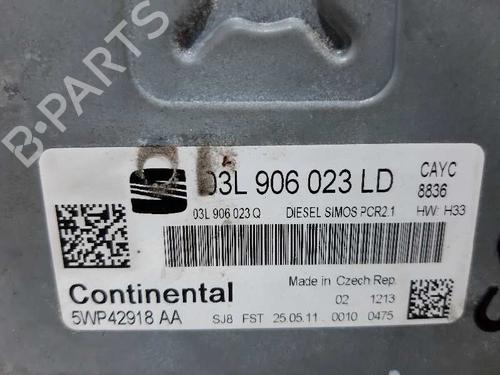 B-PARTS
03L 906 023 LD
CAYC
8836
03L 906 023 Q
DIESEL SIMOS PCR2.1
HW: H33
Continental
Made in Czech Rep.
02 1213
5WP42918 AA
SJ8 FST 25.05.11 0010 0475